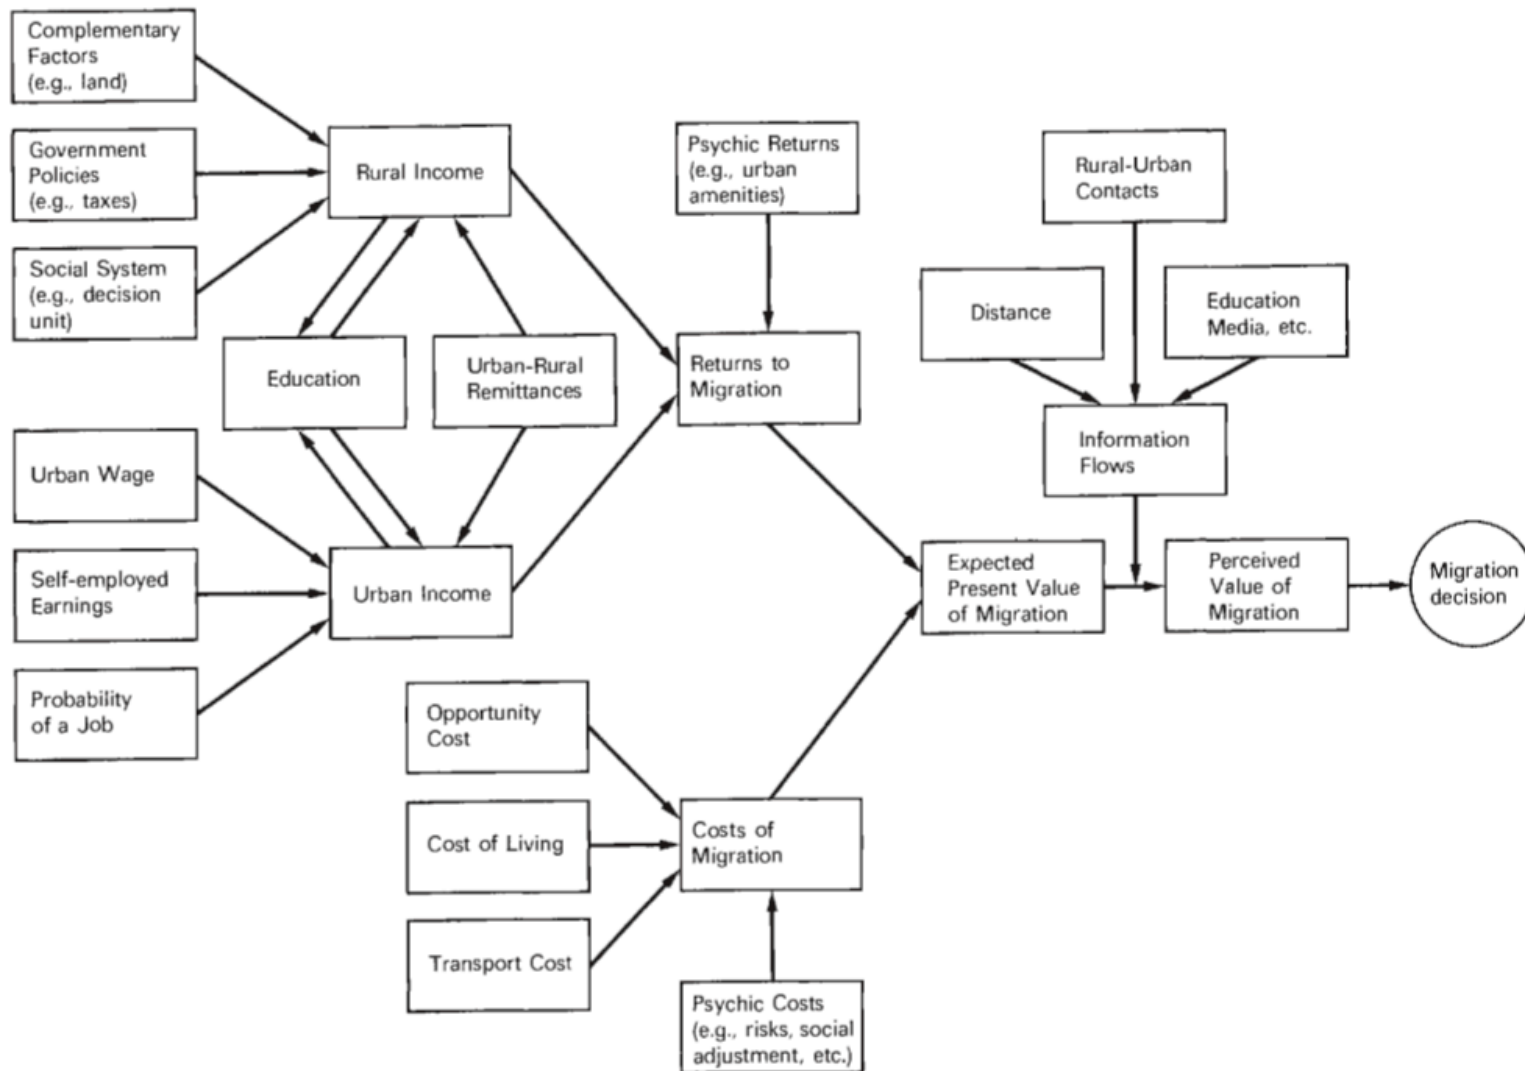 Complementary
Factors
(e.g., land)
Government
Policies
(e.g., taxes)
Social System
(e.g., decision
unit)
Rural Income
Education
Urban-Rural
Remittances
Urban Wage
Self-employed
Earnings
Probability
of a Job
Urban Income
Psychic Returns
(e.g., urban
amenities)
Returns to
Migration
Opportunity
Cost
Cost of Living
Transport Cost
Costs of
Migration
Psychic Costs
(e.g., risks, social
adjustment, etc.)
Rural-Urban
Contacts
Distance
Education
Media, etc.
Information
Flows
Expected
Present Value
of Migration
Perceived
Value of
Migration
Migration
decision